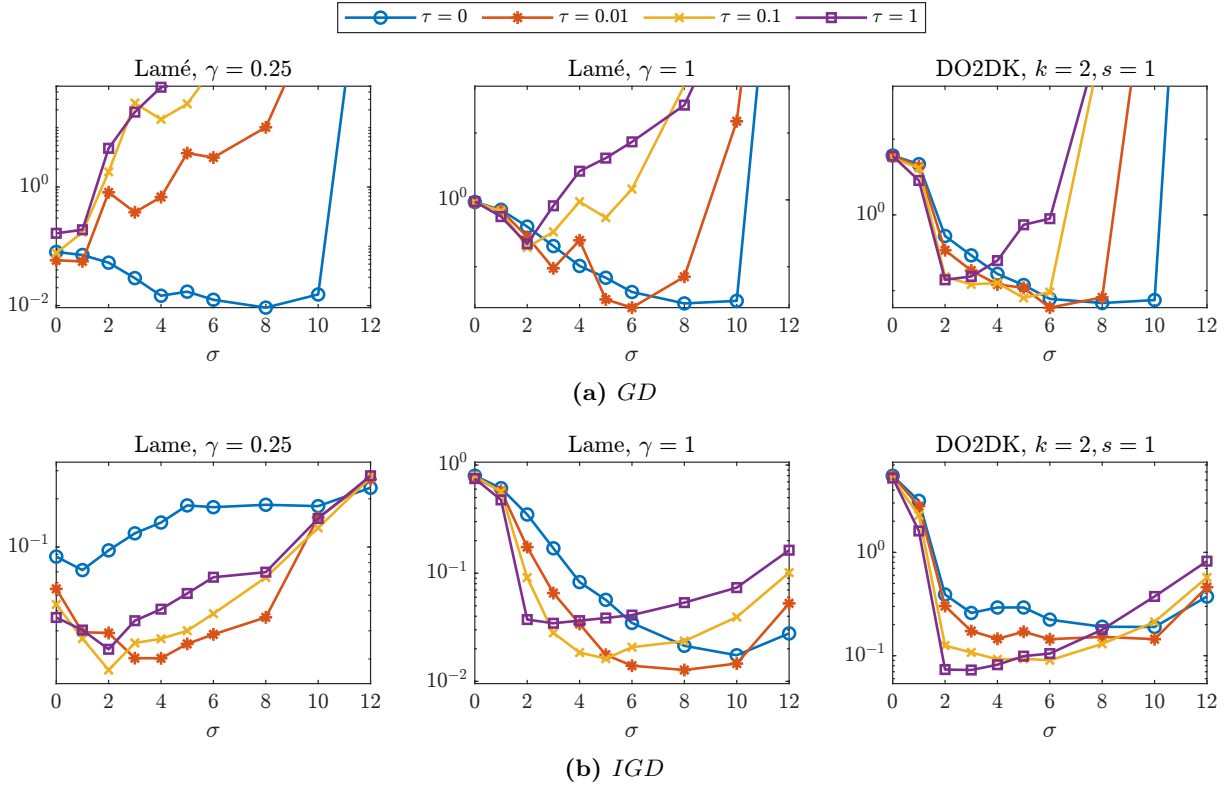 τ = 0 τ = 0.01 τ = 0.1 τ = 1
Lamé, γ = 0.25
10^0
10^-2
0 2 4 6 8 10 12
σ
Lamé, γ = 1
10^0
0 2 4 6 8 10 12
σ
DO2DK, k = 2, s = 1
10^0
0 2 4 6 8 10 12
σ
(a) GD
Lame, γ = 0.25
10^-1
0 2 4 6 8 10 12
σ
Lame, γ = 1
10^0
10^-1
10^-2
0 2 4 6 8 10 12
σ
DO2DK, k = 2, s = 1
10^0
10^-1
0 2 4 6 8 10 12
σ
(b) IGD